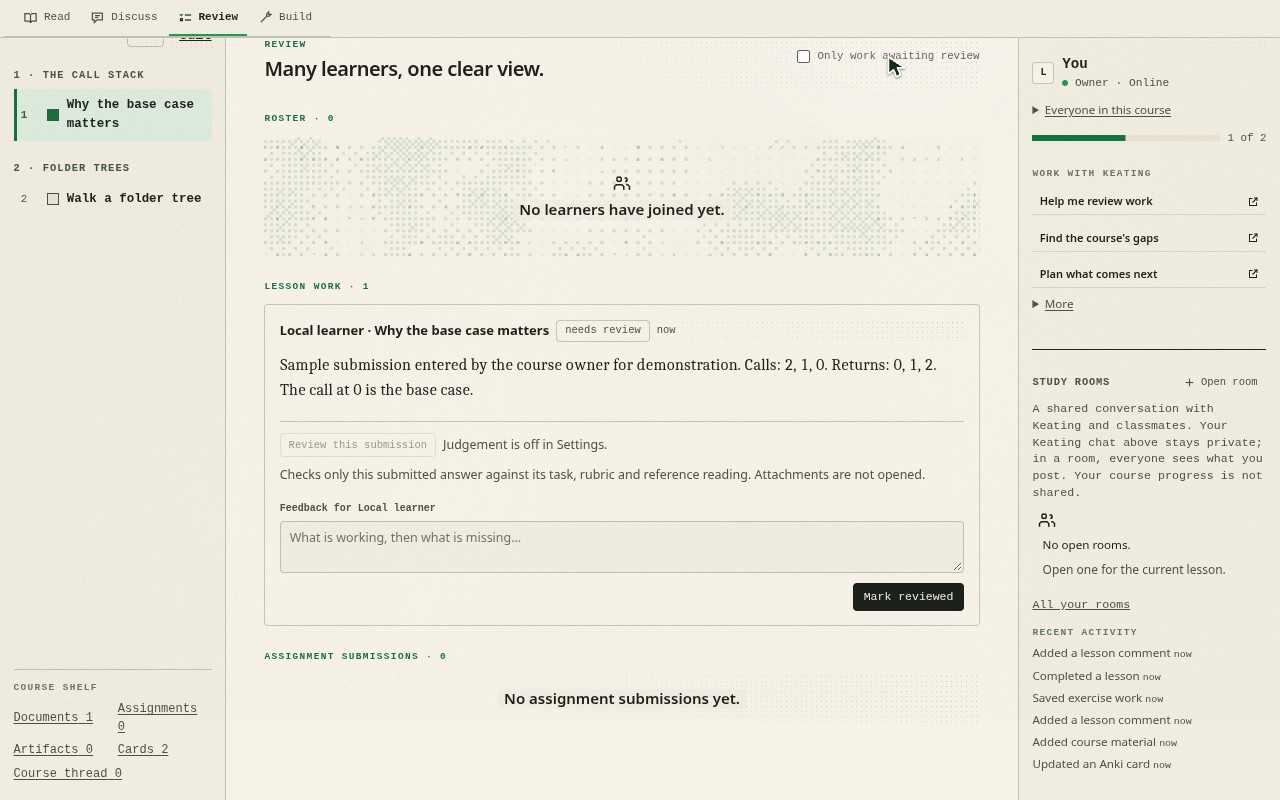 Read
Discuss
Review
Build
1 · THE CALL STACK
1
Why the base case
matters
2 · FOLDER TREES
2
Walk a folder tree
COURSE SHELF
Documents 1
Assignments
0
Artifacts 0
Cards 2
Course thread 0
REVIEW
Many learners, one clear view.
Only work awaiting review
ROSTER · 0
No learners have joined yet.
LESSON WORK · 1
Local learner · Why the base case matters
needs review
now
Sample submission entered by the course owner for demonstration. Calls: 2, 1, 0. Returns: 0, 1, 2.
The call at 0 is the base case.
Review this submission
Judgement is off in Settings.
Checks only this submitted answer against its task, rubric and reference reading. Attachments are not opened.
Feedback for Local learner
What is working, then what is missing...
Mark reviewed
ASSIGNMENT SUBMISSIONS · 0
No assignment submissions yet.
L
You
Owner · Online
Everyone in this course
1 of 2
WORK WITH KEATING
Help me review work
Find the course's gaps
Plan what comes next
More
STUDY ROOMS
+ Open room
A shared conversation with
Keating and classmates. Your
Keating chat above stays private;
in a room, everyone sees what you
post. Your course progress is not
shared.
No open rooms.
Open one for the current lesson.
All your rooms
RECENT ACTIVITY
Added a lesson comment now
Completed a lesson now
Saved exercise work now
Added a lesson comment now
Added course material now
Updated an Anki card now